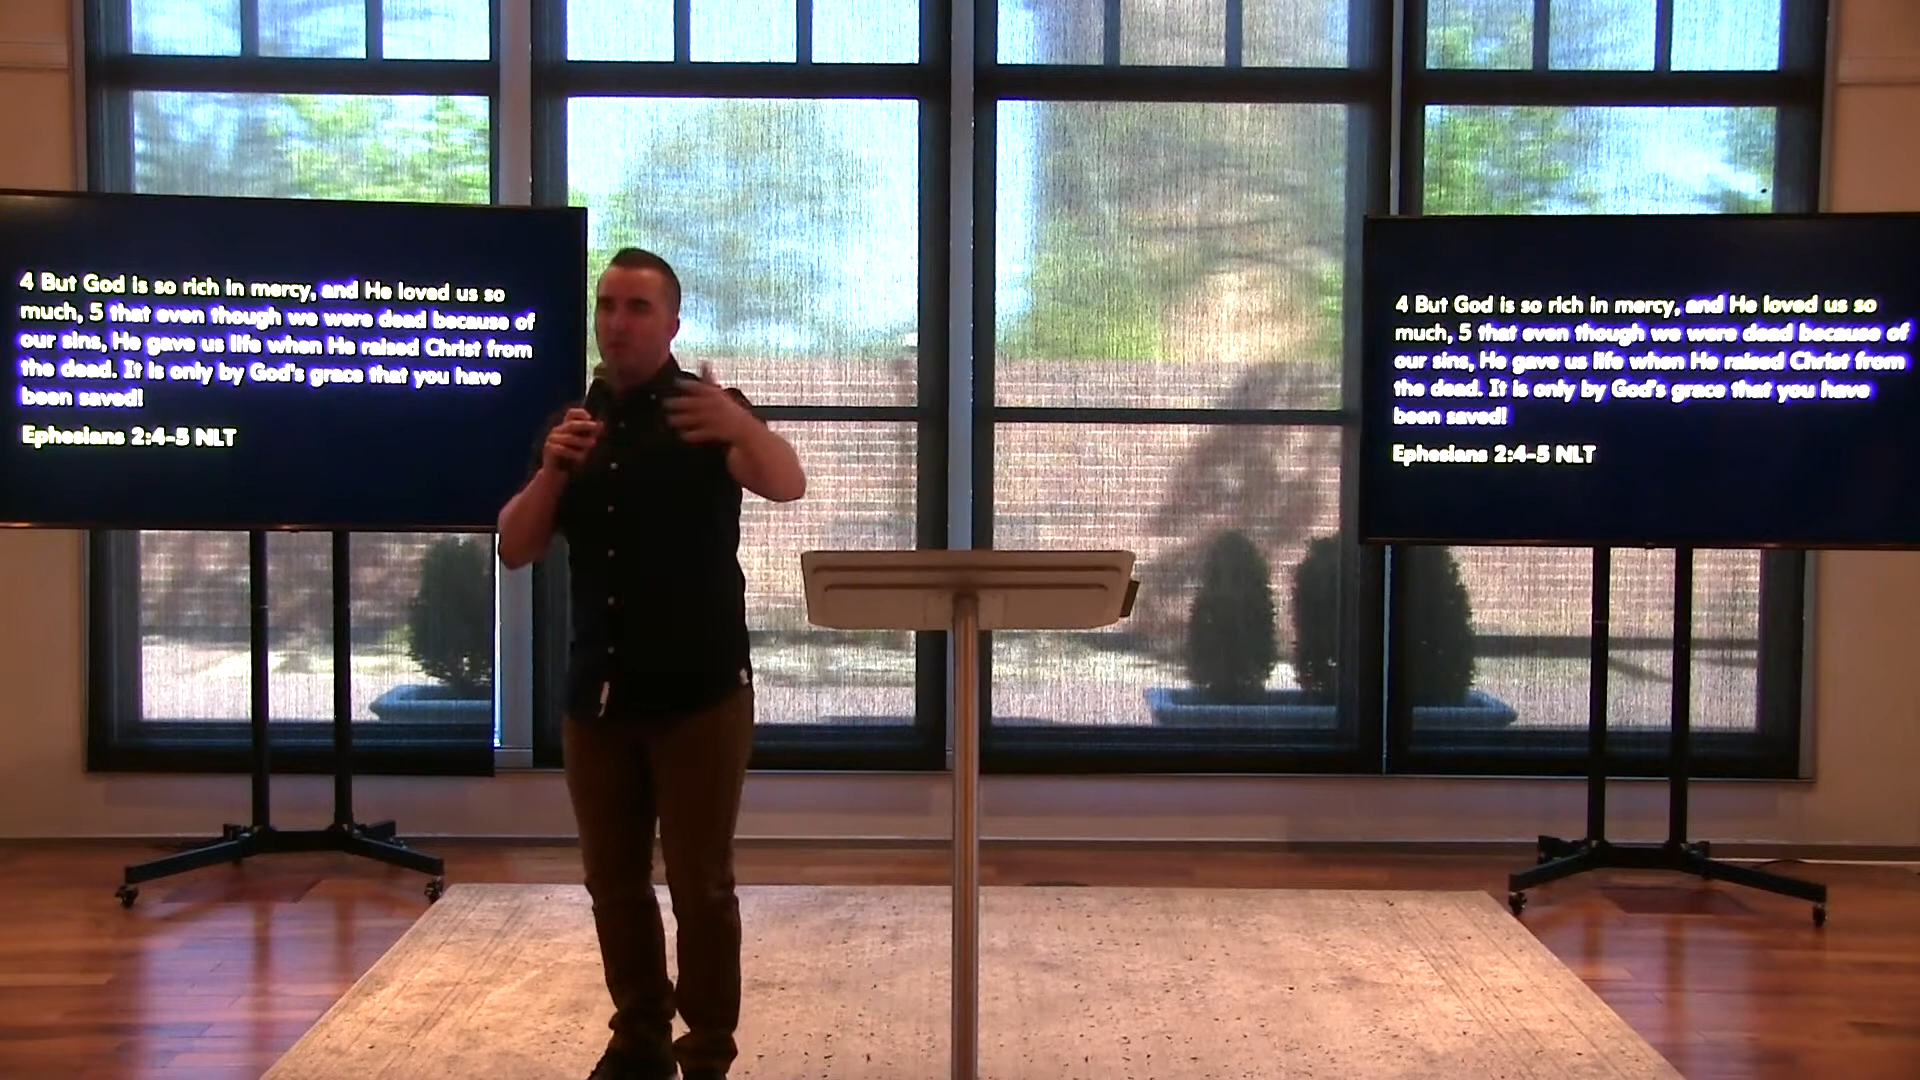 4 But God is so rich in mercy, and He loved us so
much, 5 that even though we were dead because of
our sins, He gave us life when He raised Christ from
the dead. It is only by God's grace that you have
been saved!
Ephesians 2:4-5 NLT
4 But God is so rich in mercy, and He loved us so
much, 5 that even though we were dead because of
our sins, He gave us life when He raised Christ from
the dead. It is only by God's grace that you have
been saved!
Ephesians 2:4-5 NLT